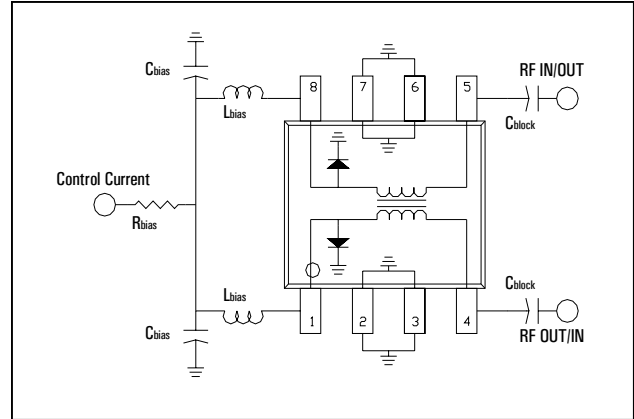 Cbias
Lbias
8
7
6
5
RF IN/OUT
Cblock
Control Current
Rbias
Lbias
Cbias
1
2
3
4
Cblock
RF OUT/IN